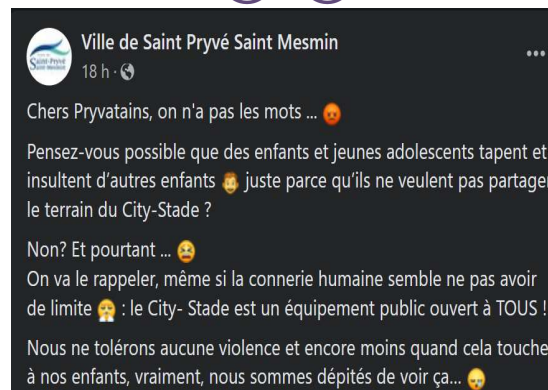 Ville de Saint Pryvé Saint Mesmin
18 h ·
Chers Pryvatains, on n'a pas les mots ... 😡
Pensez-vous possible que des enfants et jeunes adolescents tapent et
insultent d'autres enfants 🤦 juste parce qu'ils ne veulent pas partager
le terrain du City-Stade ?
Non? Et pourtant ... 😫
On va le rappeler, même si la connerie humaine semble ne pas avoir
de limite 😤 : le City- Stade est un équipement public ouvert à TOUS !
Nous ne tolérons aucune violence et encore moins quand cela touche
à nos enfants, vraiment, nous sommes dépités de voir ça... 😪